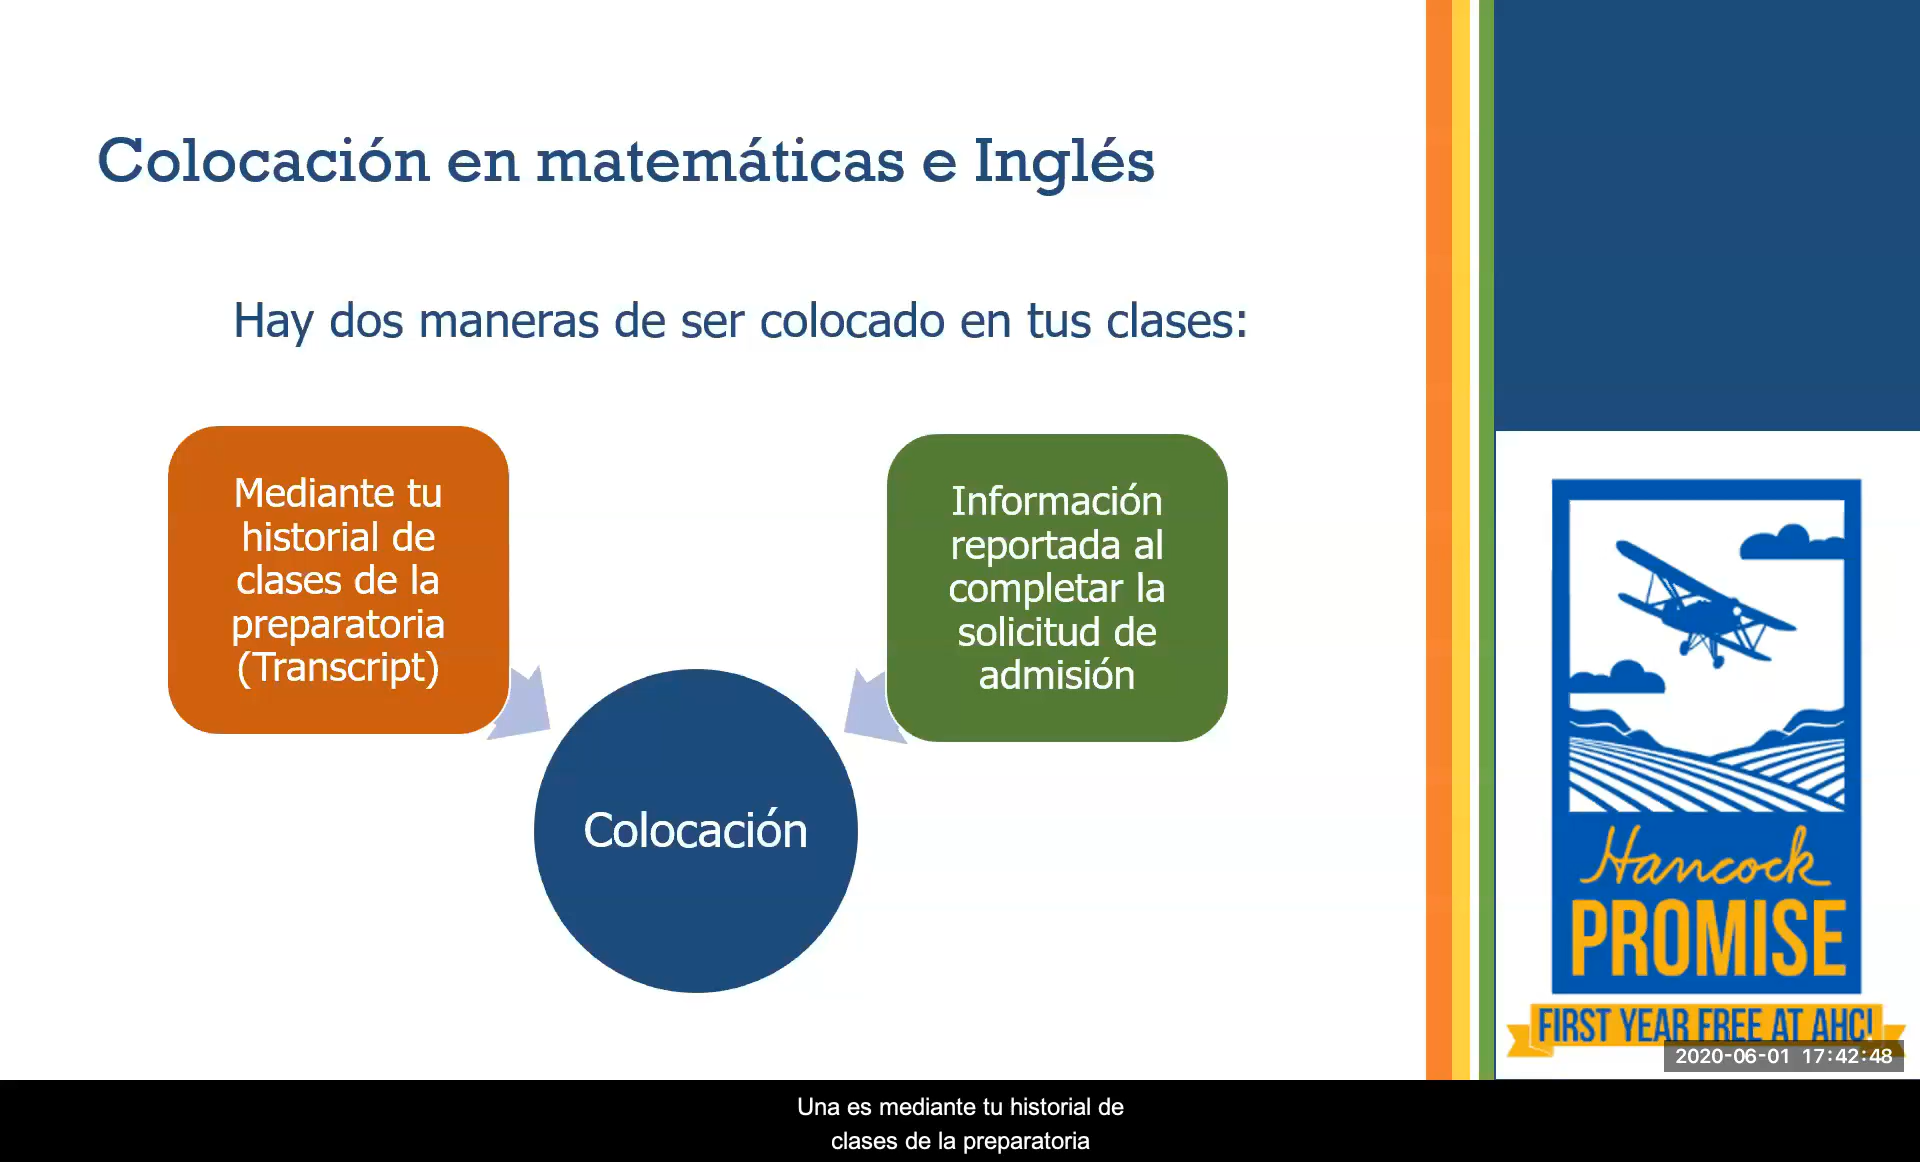 Colocación en matemáticas e Inglés
Hay dos maneras de ser colocado en tus clases:
Mediante tu
historial de
clases de la
preparatoria
(Transcript)
Información
reportada al
completar la
solicitud de
admisión
Colocación
Hancock
PROMISE
FIRST YEAR FREE AT AHC!
2020-06-01 17:42:48
Una es mediante tu historial de
clases de la preparatoria